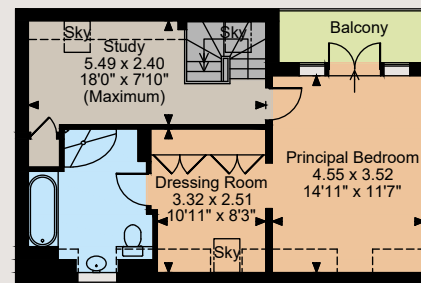 Sky
Sky
Balcony
Study
5.49 x 2.40
18'0" x 7'10"
(Maximum)
Principal Bedroom
4.55 x 3.52
14'11" x 11'7"
Dressing Room
3.32 x 2.51
10'11" x 8'3"
Sky